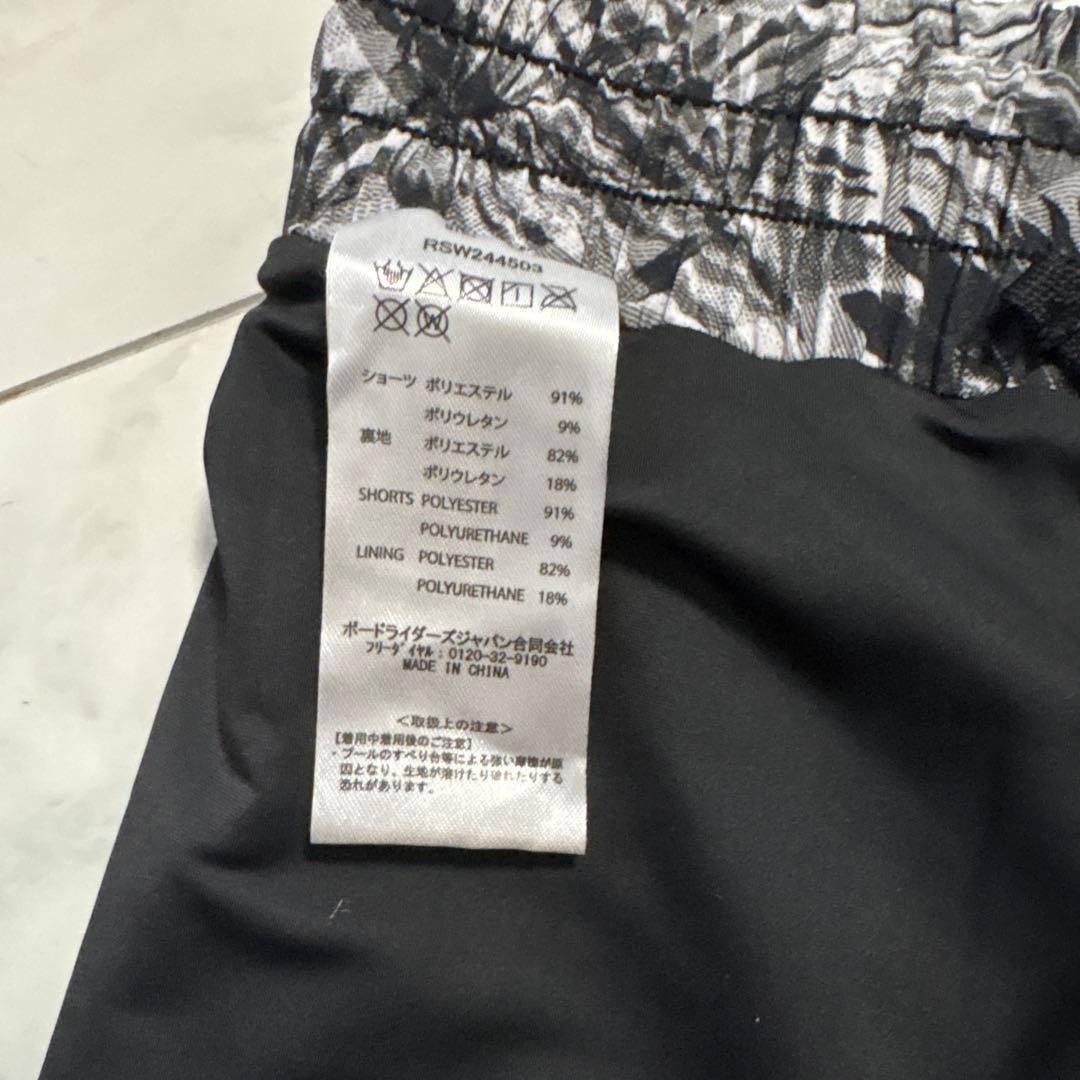 RSW244503
W
ショーツ ポリエステル 91%
ポリウレタン 9%
裏地 ポリエステル 82%
ポリウレタン 18%
SHORTS POLYESTER 91%
POLYURETHANE 9%
LINING POLYESTER 82%
POLYURETHANE 18%
ボードライダーズジャパン合同会社
フリーダイヤル:0120-32-9190
MADE IN CHINA
<取扱上の注意>
【着用中着用後のご注意】
・プールのすべり台等による強い摩擦が原
因となり、生地が溶けたり破れたりする
恐れがあります。